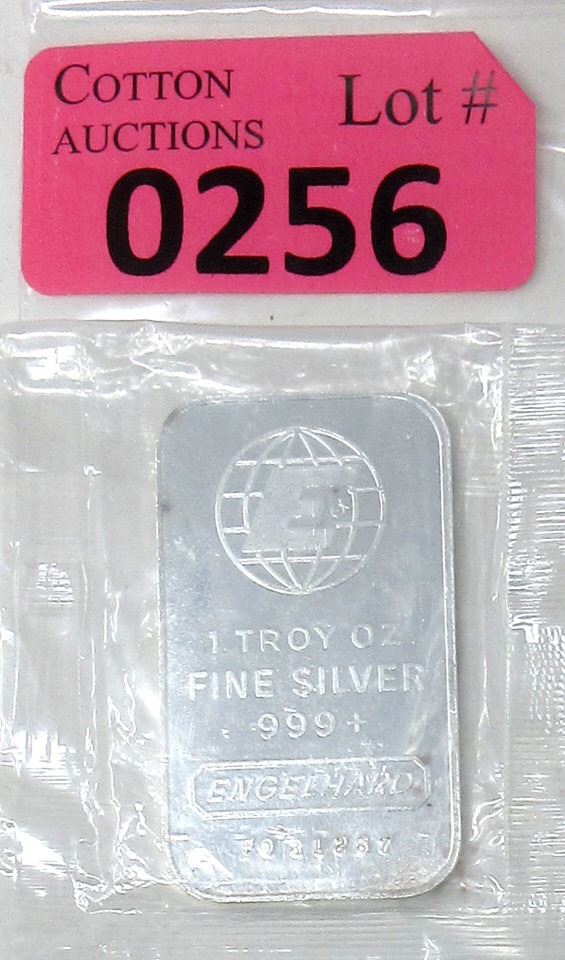 COTTON
AUCTIONS
Lot #
0256
E
1 TROY OZ.
FINE SILVER
999+
ENGELHARD